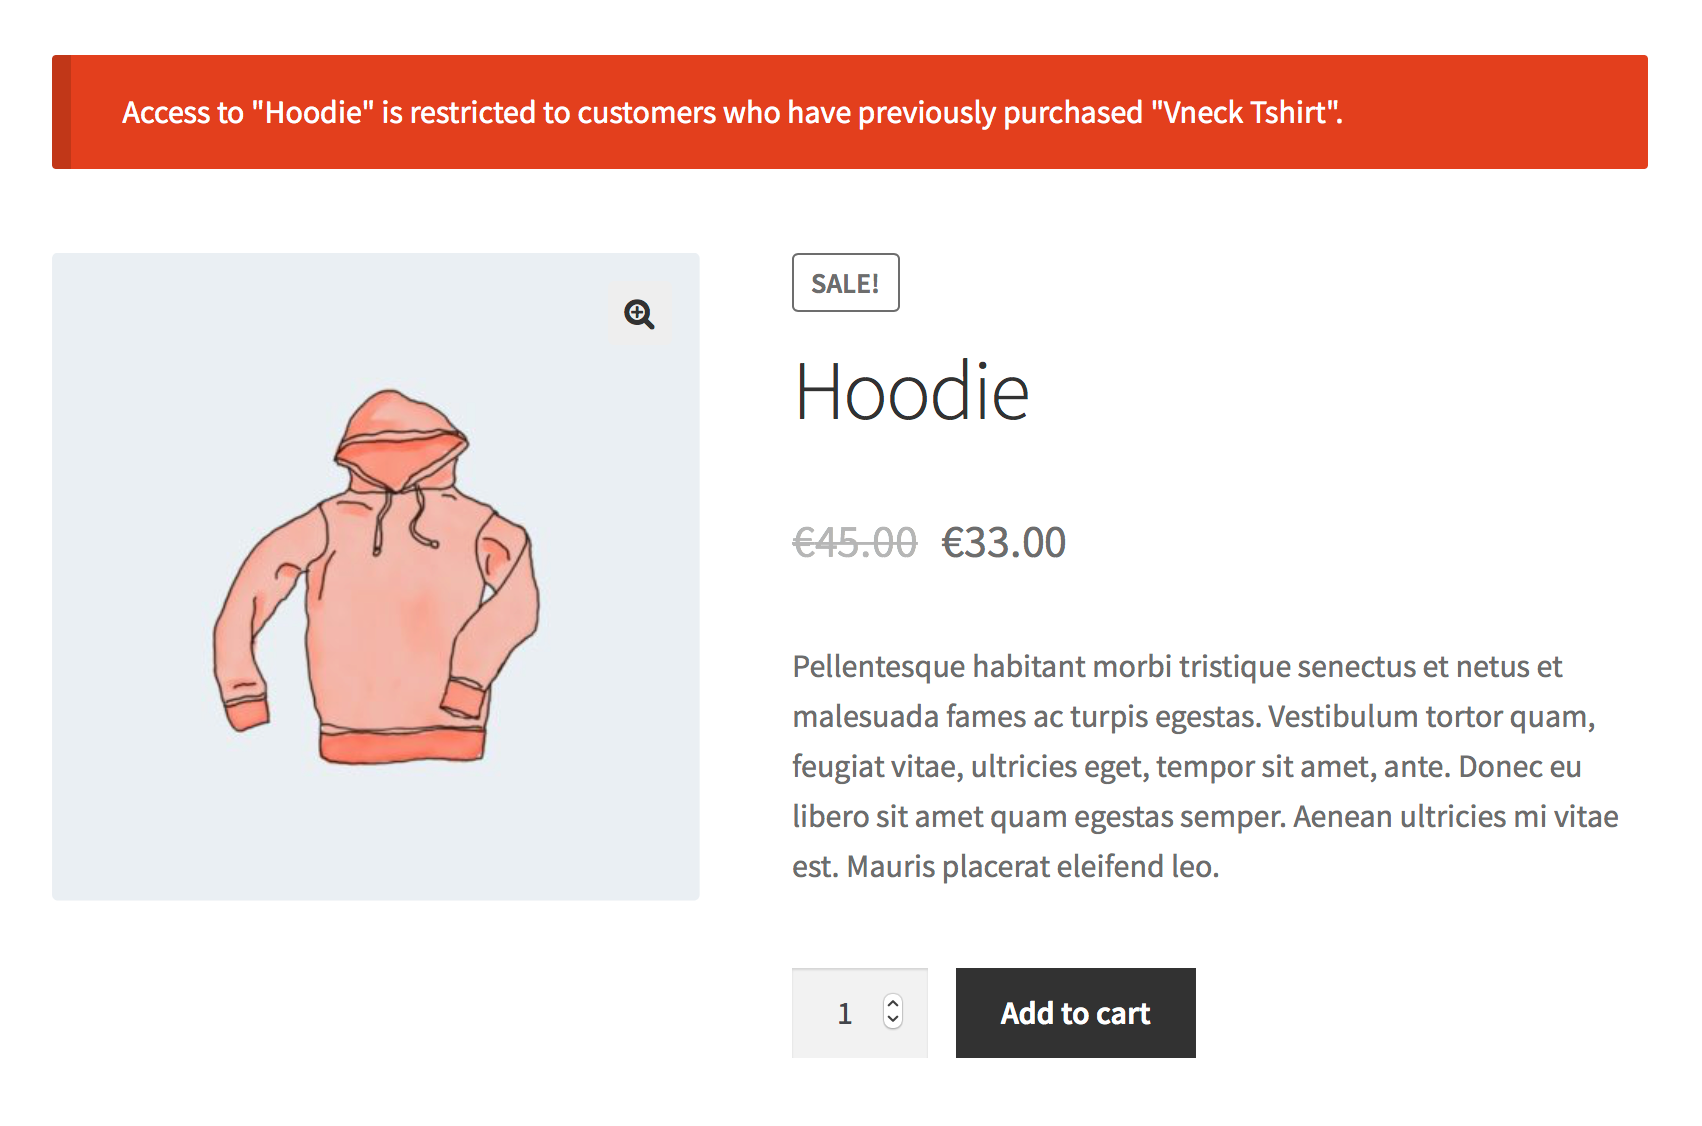 Access to "Hoodie" is restricted to customers who have previously purchased "Vneck Tshirt".
SALE!
Hoodie
€45.00 €33.00
Pellentesque habitant morbi tristique senectus et netus et
malesuada fames ac turpis egestas. Vestibulum tortor quam,
feugiat vitae, ultricies eget, tempor sit amet, ante. Donec eu
libero sit amet quam egestas semper. Aenean ultricies mi vitae
est. Mauris placerat eleifend leo.
1 Add to cart